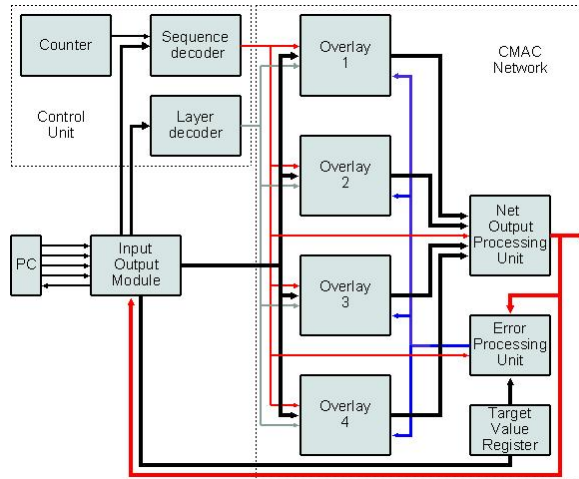 Counter
Sequence
decoder
Overlay
1
CMAC
Network
Control
Unit
Layer
decoder
Overlay
2
Net
Output
Processing
Unit
PC
Input
Output
Module
Overlay
3
Error
Processing
Unit
Overlay
4
Target
Value
Register